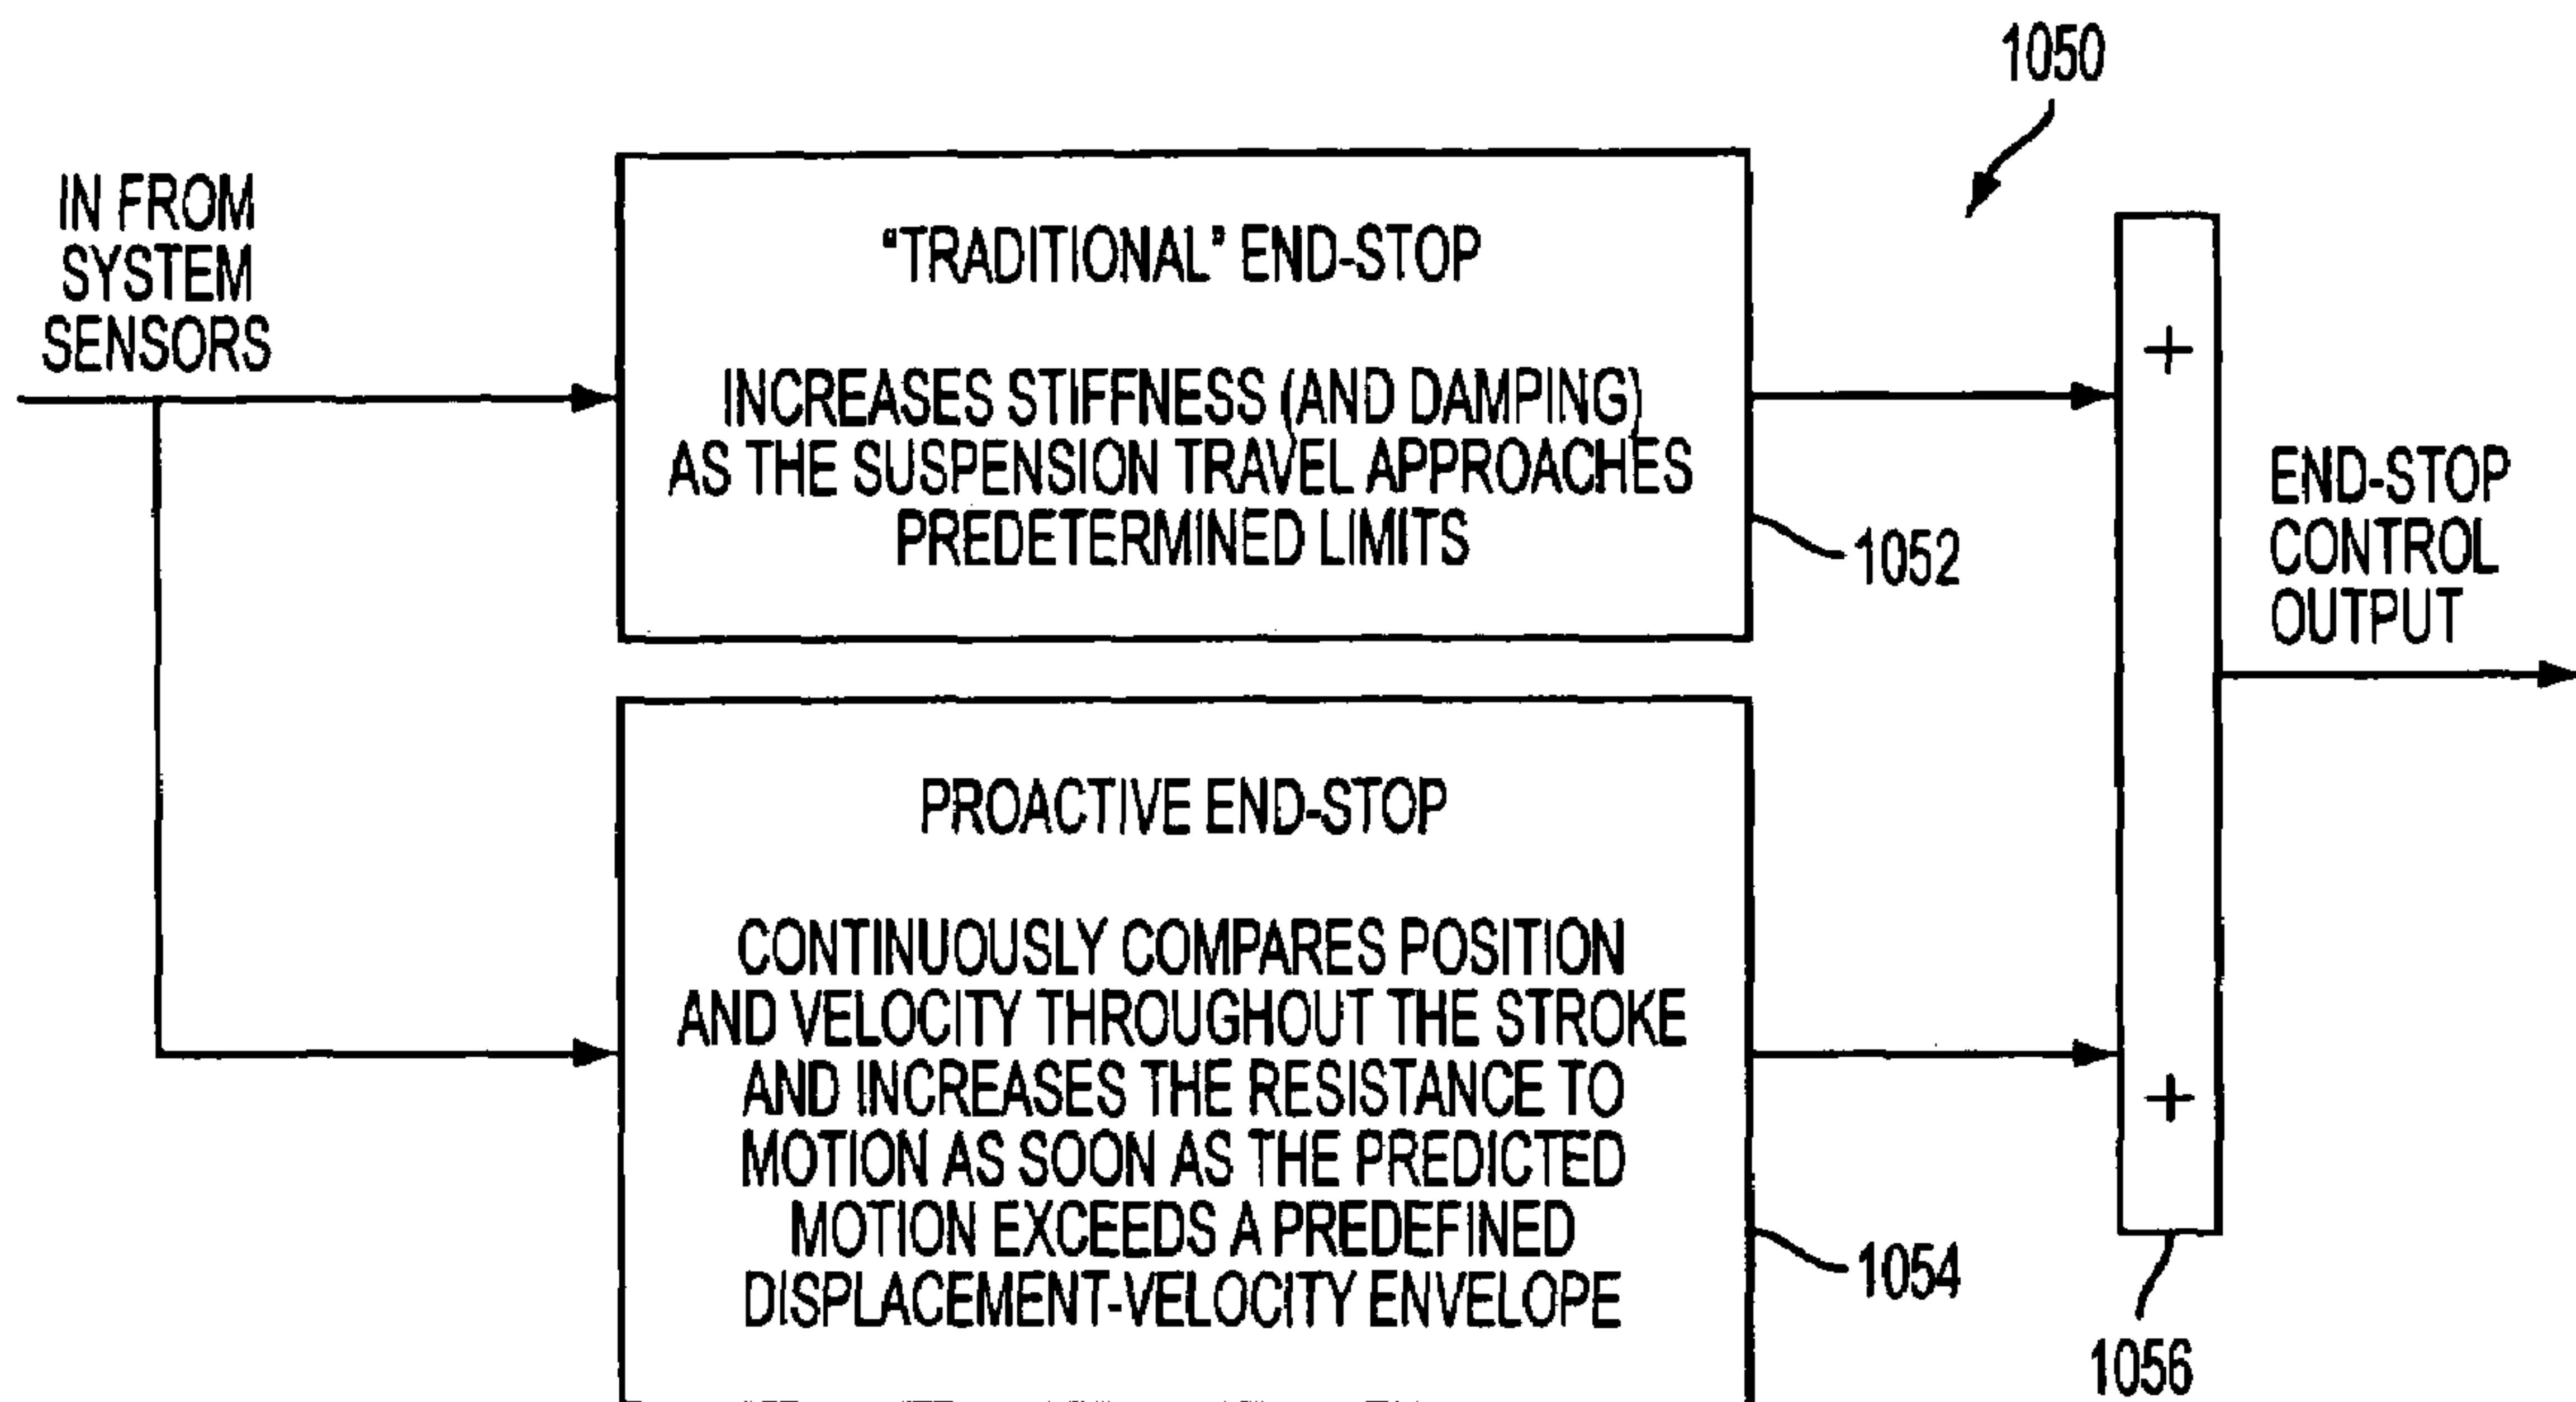 1050
IN FROM
SYSTEM
SENSORS
"TRADITIONAL" END-STOP
INCREASES STIFFNESS (AND DAMPING)
AS THE SUSPENSION TRAVEL APPROACHES
PREDETERMINED LIMITS
1052
+
END-STOP
CONTROL
OUTPUT
PROACTIVE END-STOP
CONTINUOUSLY COMPARES POSITION
AND VELOCITY THROUGHOUT THE STROKE
AND INCREASES THE RESISTANCE TO
MOTION AS SOON AS THE PREDICTED
MOTION EXCEEDS A PREDEFINED
DISPLACEMENT-VELOCITY ENVELOPE
1054
+
1056